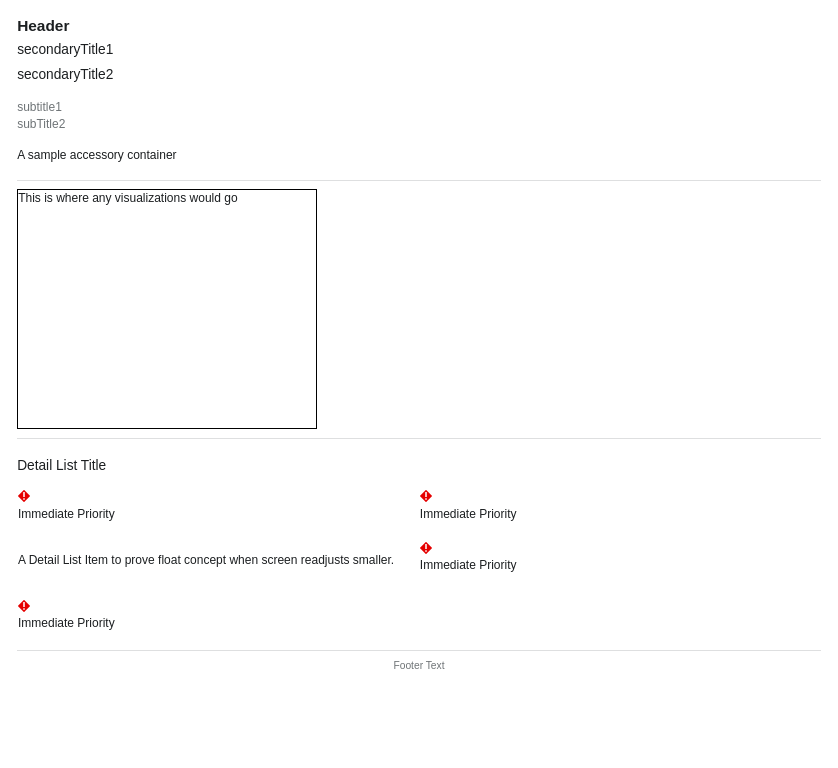 Header
secondaryTitle1
secondaryTitle2
subtitle1
subTitle2
A sample accessory container
This is where any visualizations would go
Detail List Title
Immediate Priority
Immediate Priority
A Detail List Item to prove float concept when screen readjusts smaller.
Immediate Priority
Immediate Priority
Footer Text